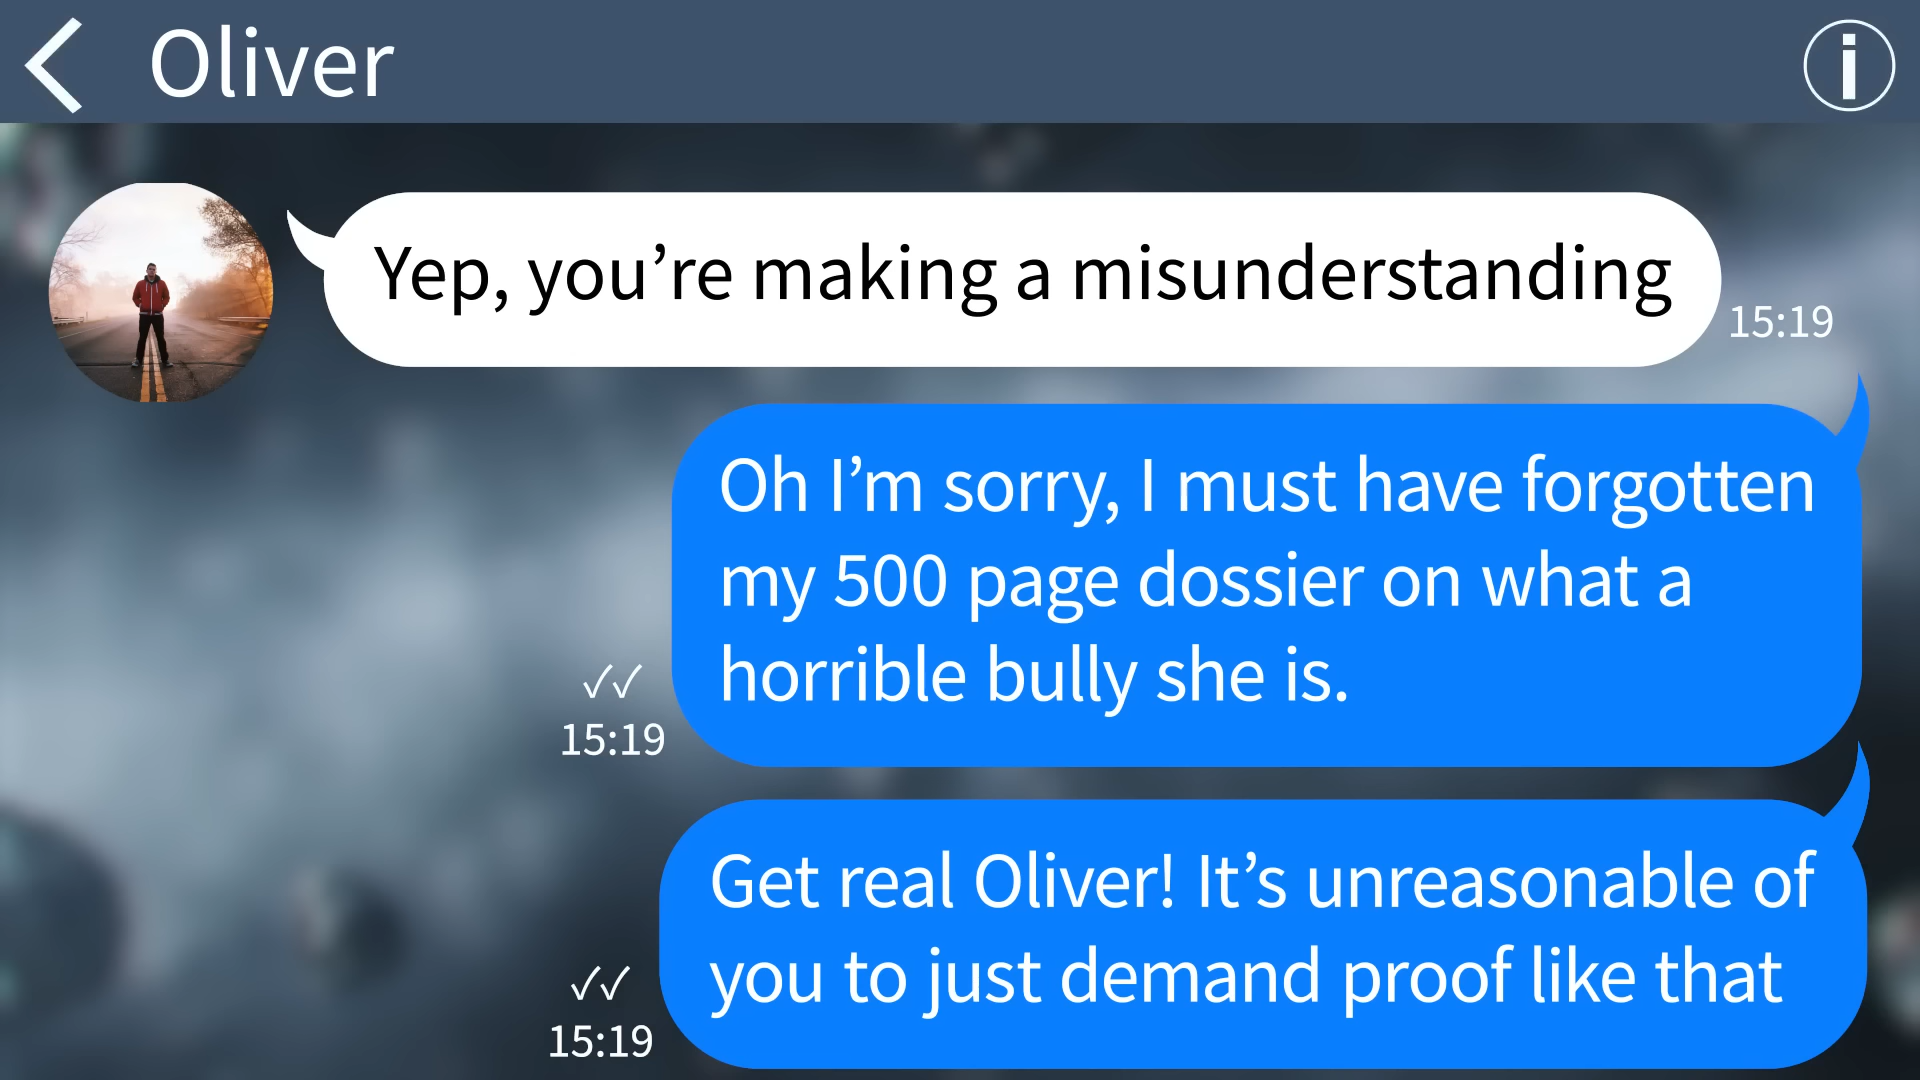 Oliver
Yep, you’re making a misunderstanding
15:19
Oh I’m sorry, I must have forgotten
my 500 page dossier on what a
horrible bully she is.
15:19
Get real Oliver! It’s unreasonable of
you to just demand proof like that
15:19